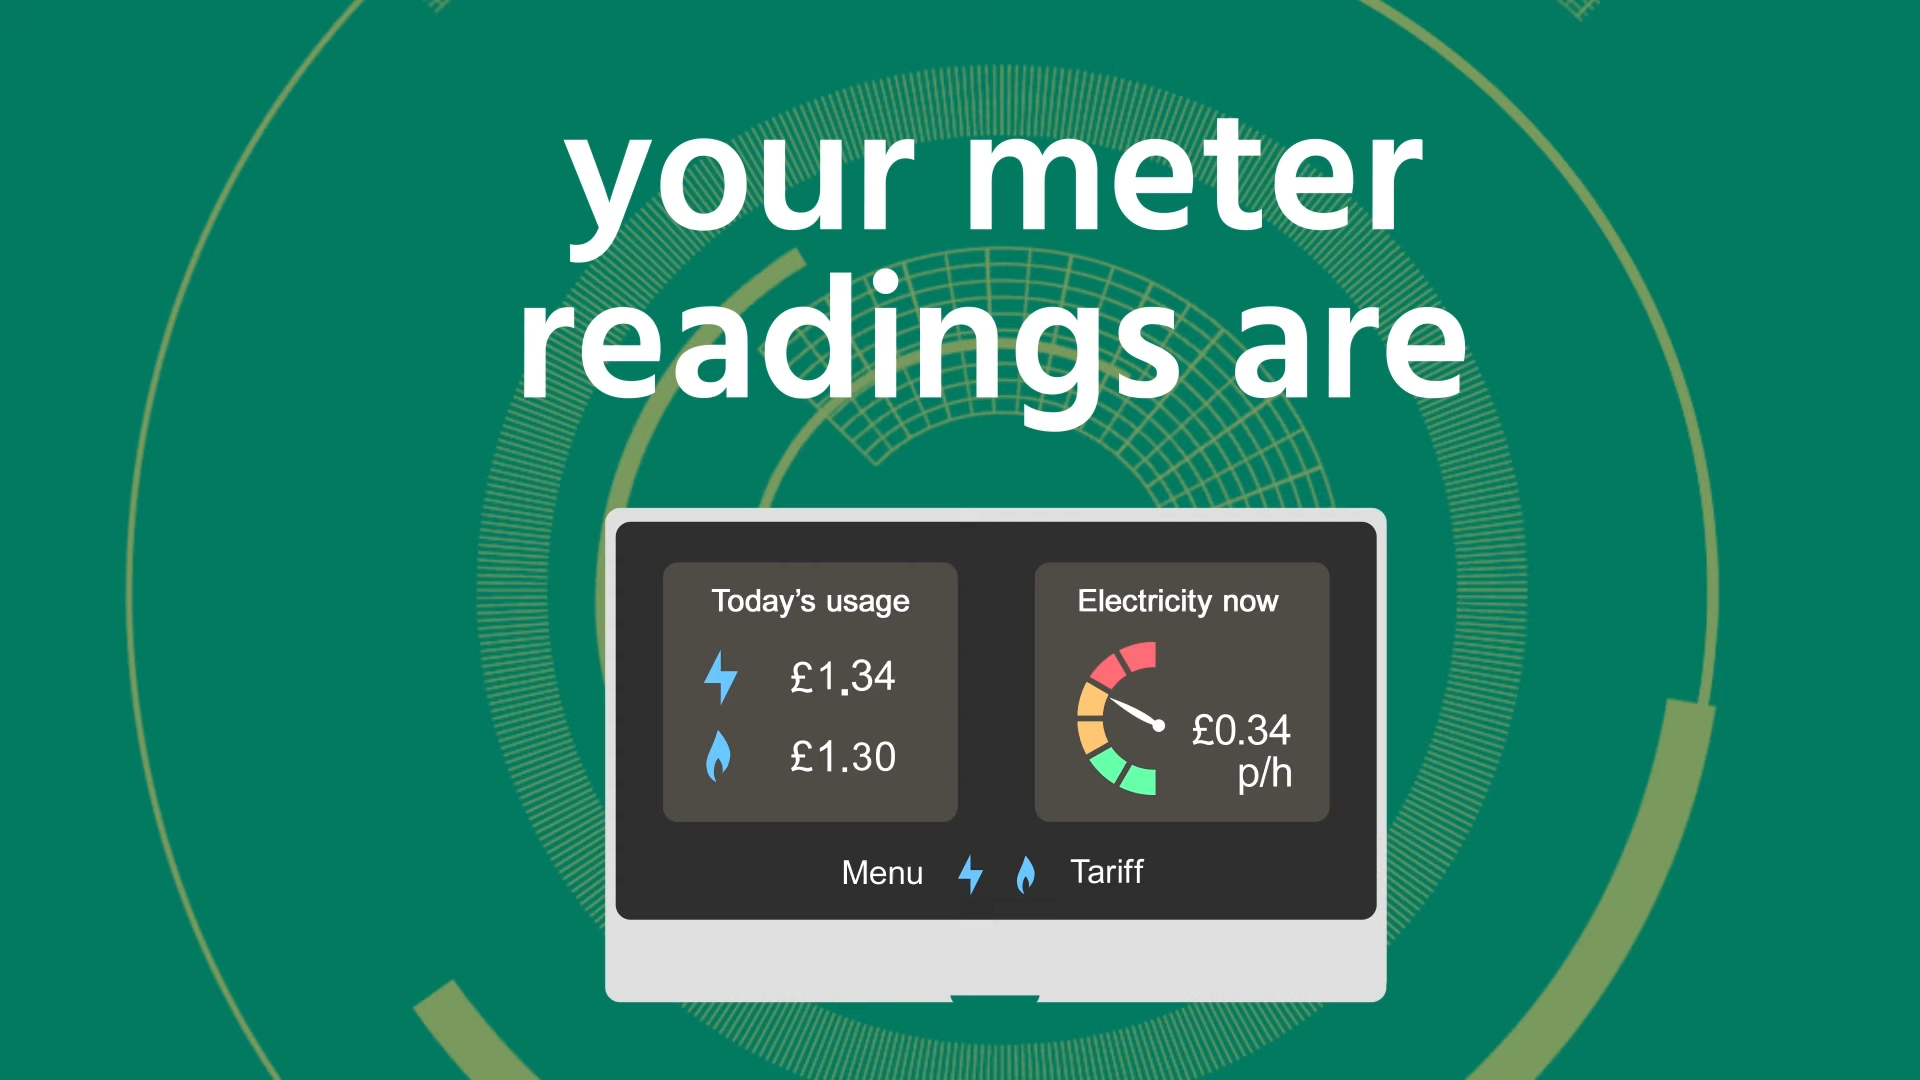 your meter
readings are
Today’s usage
£1.34
£1.30
Electricity now
£0.34
p/h
Menu
Tariff